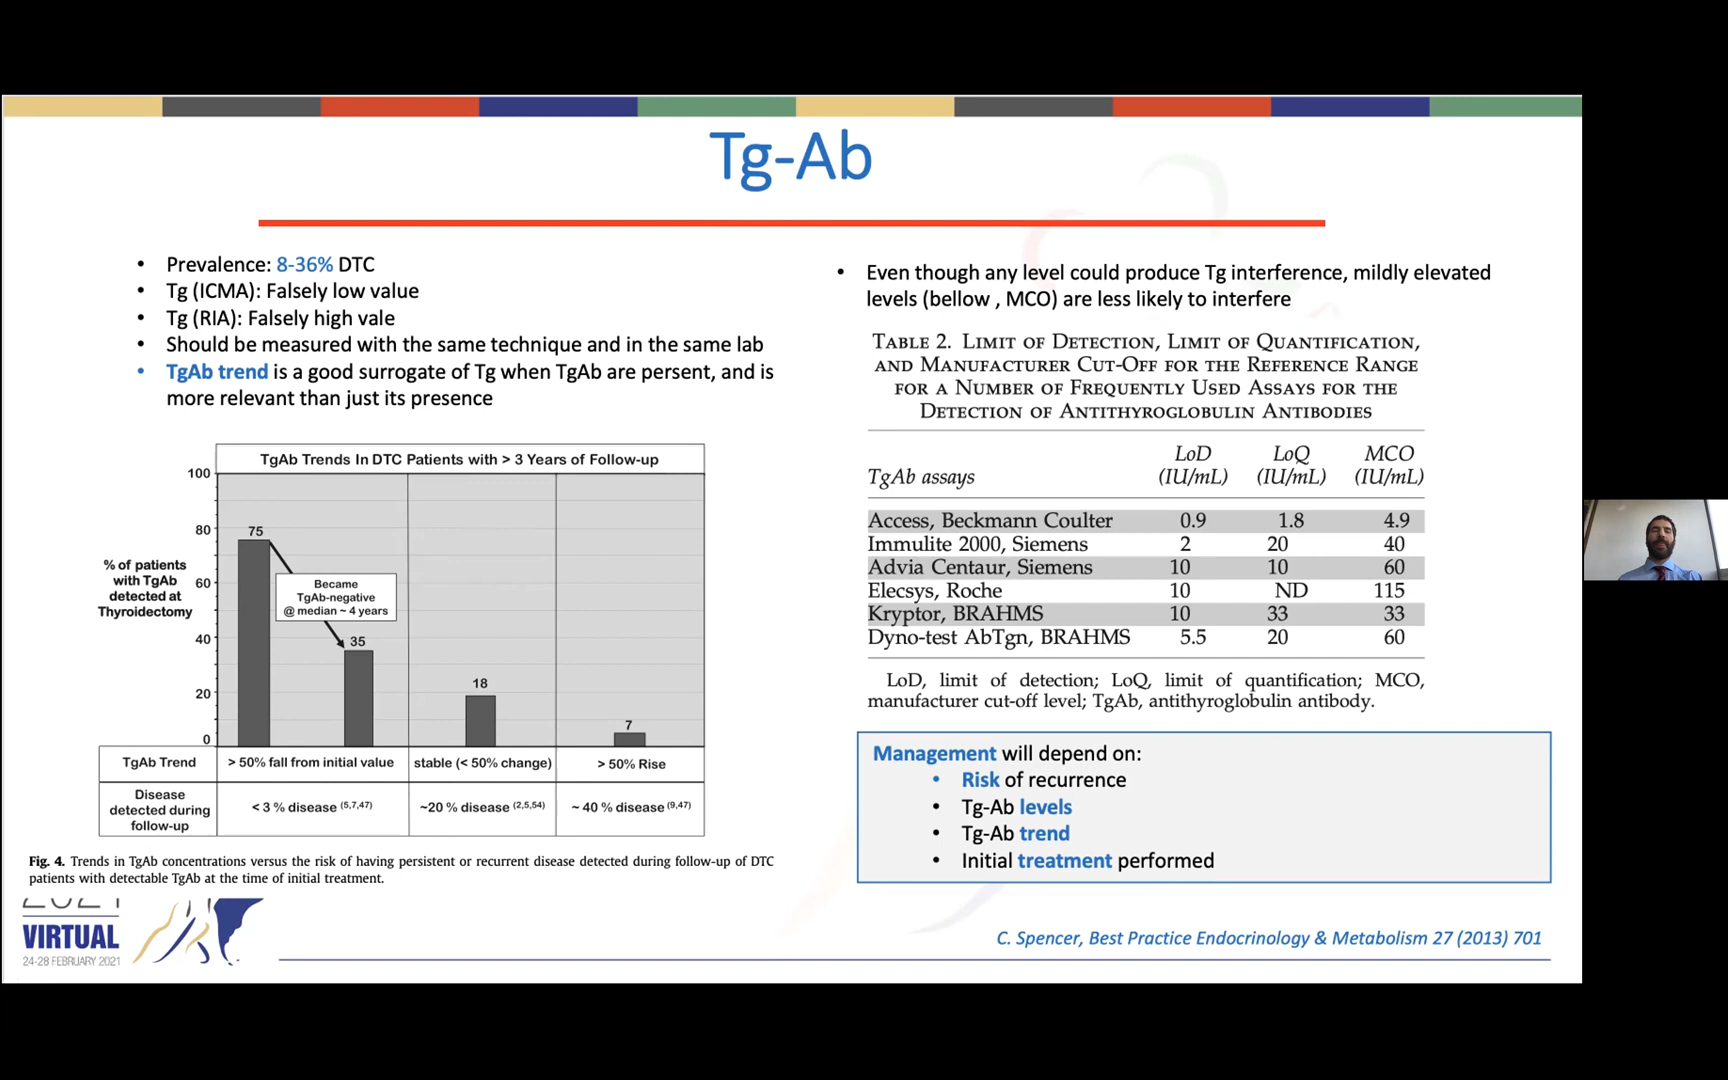 Tg-Ab
• Prevalence: 8-36% DTC
• Tg (ICMA): Falsely low value
• Tg (RIA): Falsely high vale
• Should be measured with the same technique and in the same lab
• TgAb trend is a good surrogate of Tg when TgAb are persent, and is
more relevant than just its presence
TgAb Trends In DTC Patients with > 3 Years of Follow-up
100
80
60
40
20
0
% of patients
with TgAb
detected at
Thyroidectomy
75
Became
TgAb-negative
@ median ~ 4 years
35
18
7
TgAb Trend > 50% fall from initial value stable (< 50% change) > 50% Rise
Disease
detected during
follow-up
< 3 % disease (5,7,47) ~20 % disease (2,5,54) ~ 40 % disease (9,47)
Fig. 4. Trends in TgAb concentrations versus the risk of having persistent or recurrent disease detected during follow-up of DTC
patients with detectable TgAb at the time of initial treatment.
• Even though any level could produce Tg interference, mildly elevated
levels (bellow , MCO) are less likely to interfere
Table 2. Limit of Detection, Limit of Quantification,
and Manufacturer Cut-Off for the Reference Range
for a Number of Frequently Used Assays for the
Detection of Antithyroglobulin Antibodies
TgAb assays LoD (IU/mL) LoQ (IU/mL) MCO (IU/mL)
Access, Beckmann Coulter 0.9 1.8 4.9
Immulite 2000, Siemens 2 20 40
Advia Centaur, Siemens 10 10 60
Elecsys, Roche 10 ND 115
Kryptor, BRAHMS 10 33 33
Dyno-test AbTgn, BRAHMS 5.5 20 60
LoD, limit of detection; LoQ, limit of quantification; MCO,
manufacturer cut-off level; TgAb, antithyroglobulin antibody.
Management will depend on:
• Risk of recurrence
• Tg-Ab levels
• Tg-Ab trend
• Initial treatment performed
2021
VIRTUAL
24-28 FEBRUARY 2021
C. Spencer, Best Practice Endocrinology & Metabolism 27 (2013) 701